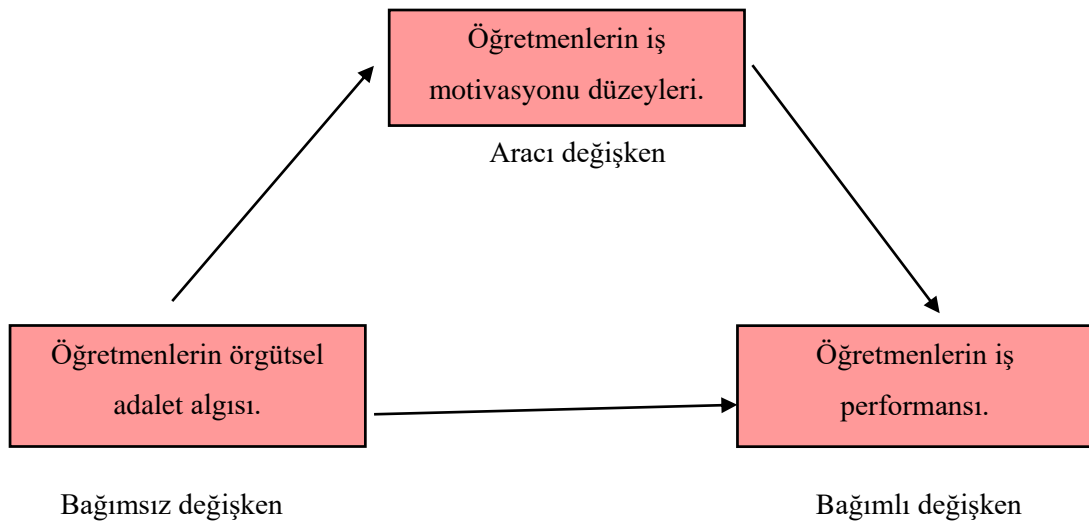 Öğretmenlerin iş
motivasyonu düzeyleri.
Aracı değişken
Öğretmenlerin örgütsel
adalet algısı.
Öğretmenlerin iş
performansı.
Bağımsız değişken
Bağımlı değişken